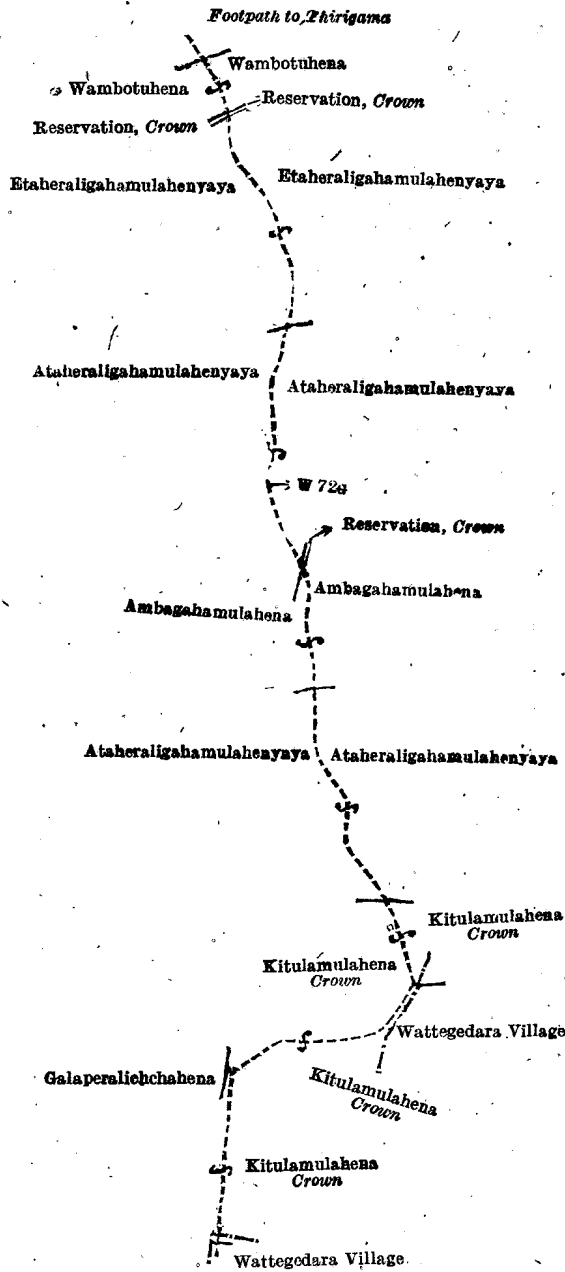 Footpath to Thirigama
Wambotuhena
Wambotuhena
Reservation, Crown
Reservation, Crown
Etaheraligahamulahenyaya
Etaheraligahamulahenyaya
Ataheraligahamulahenyaya
Ataheraligahamulahenyaya
W 72G
Reservation, Crown
Ambagahamulahena
Ambagahamulahena
Ataheraligahamulahenyaya
Ataheraligahamulahenyaya
Kitulamulahena
Crown
Kitulamulahena
Crown
Wattegedara Village
Galaperalichchahena
Kitulamulahena
Crown
Kitulamulahena
Crown
Wattegedara Village